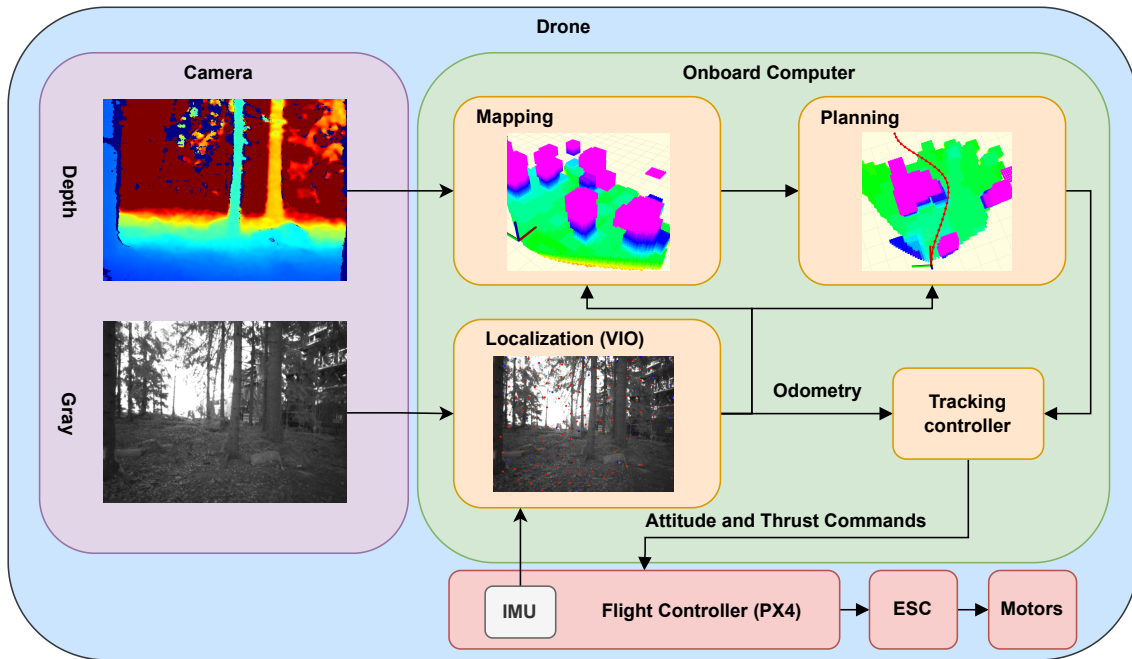 Drone
Camera
Onboard Computer
Depth
Mapping
Planning
Gray
Localization (VIO)
Odometry
Tracking
controller
Attitude and Thrust Commands
IMU
Flight Controller (PX4)
ESC
Motors